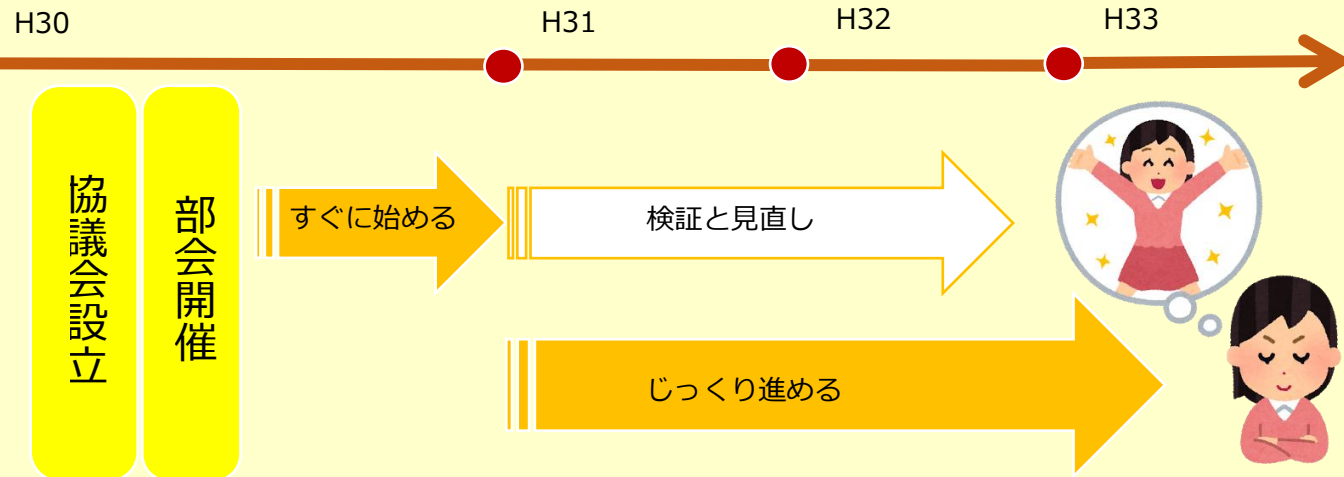 H30
H31
H32
H33
協議会設立
部会開催
すぐに始める
検証と見直し
じっくり進める